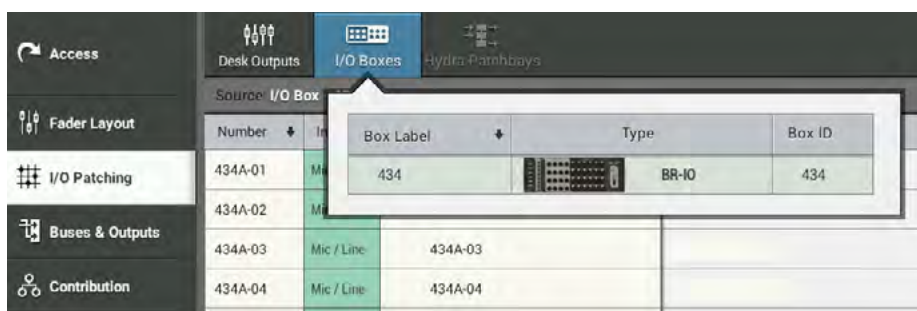 Access
Fader Layout
I/O Patching
Buses & Outputs
Contribution
Desk Outputs
I/O Boxes
Hydra Patchbays
Source: I/O Box
Number
Box Label Type Box ID
434 BR-IO 434
434A-01
434A-02
434A-03 Mic / Line 434A-03
434A-04 Mic / Line 434A-04